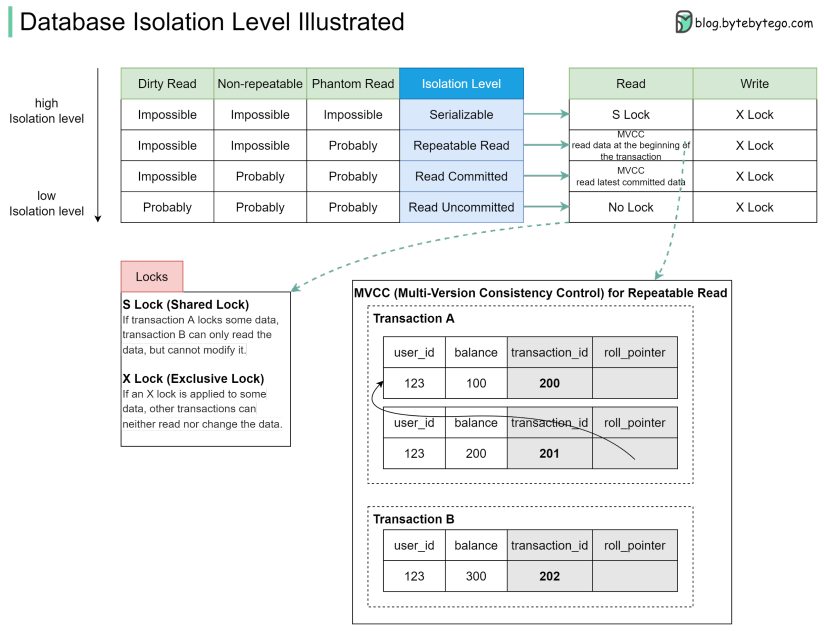 Database Isolation Level Illustrated
blog.bytebytego.com
high
Isolation level
low
Isolation level
Dirty Read Non-repeatable Phantom Read Isolation Level
Impossible Impossible Impossible Serializable
Impossible Impossible Probably Repeatable Read
Impossible Probably Probably Read Committed
Probably Probably Probably Read Uncommitted
Read Write
S Lock X Lock
MVCC
read data at the beginning of
the transaction
X Lock
MVCC
read latest committed data
X Lock
No Lock X Lock
Locks
S Lock (Shared Lock)
If transaction A locks some data,
transaction B can only read the
data, but cannot modify it.
X Lock (Exclusive Lock)
If an X lock is applied to some
data, other transactions can
neither read nor change the data.
MVCC (Multi-Version Consistency Control) for Repeatable Read
Transaction A
user_id balance transaction_id roll_pointer
123 100 200
user_id balance transaction_id roll_pointer
123 200 201
Transaction B
user_id balance transaction_id roll_pointer
123 300 202